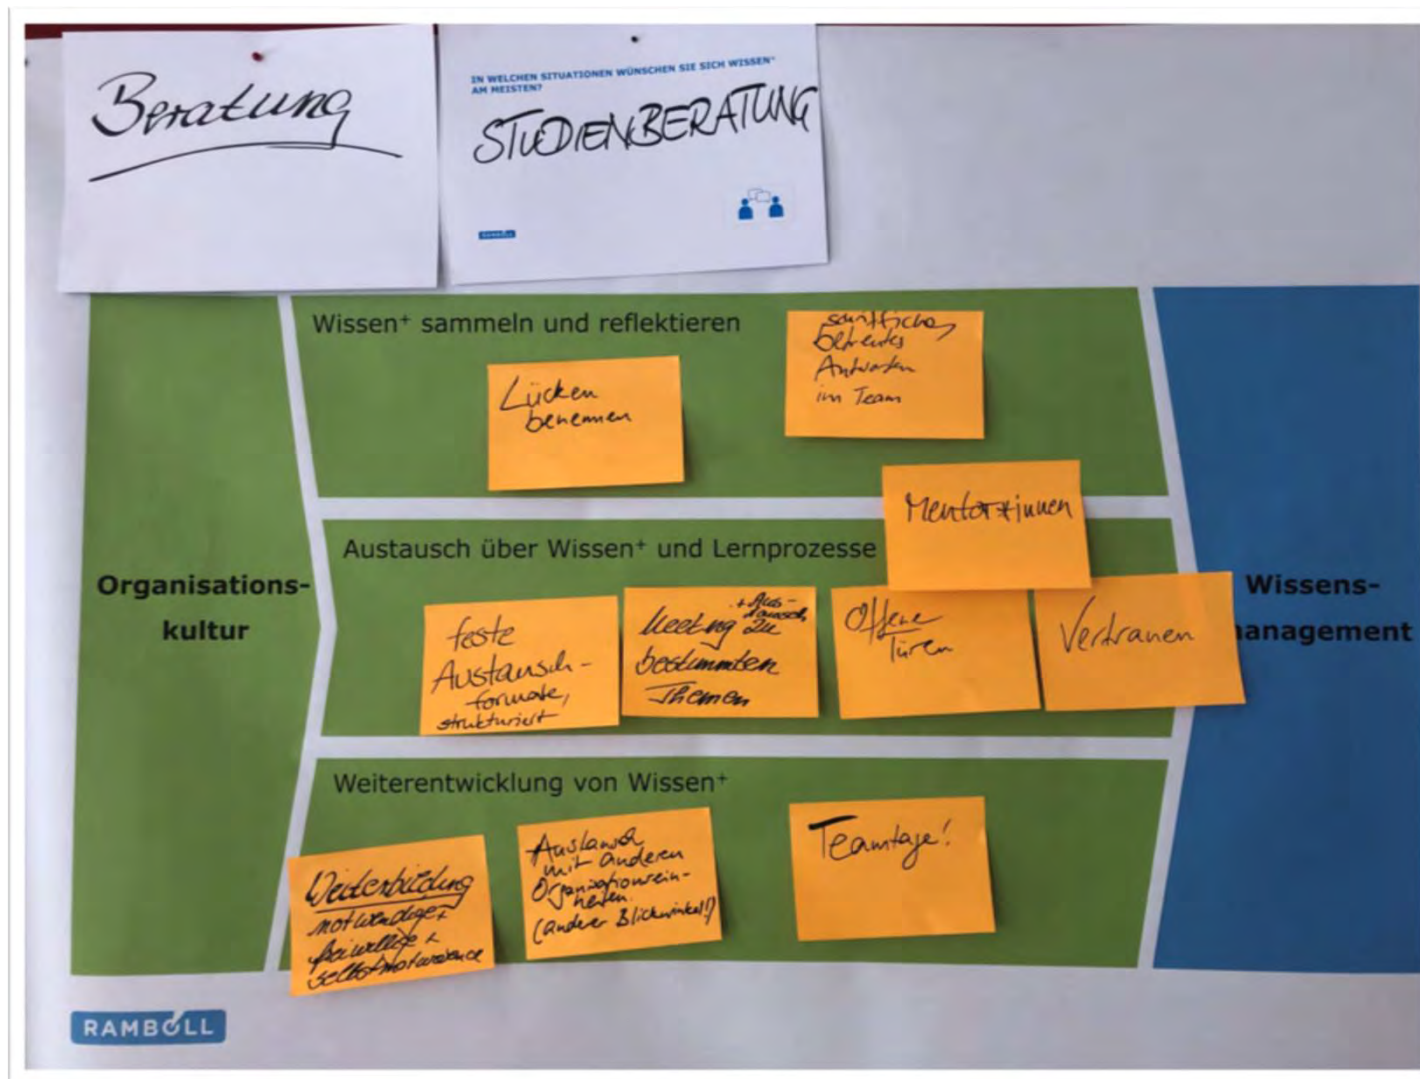 Beratung
IN WELCHEN SITUATIONEN WÜNSCHEN SIE SICH WISSEN⁺
AM MEISTEN?
STUDIENBERATUNG
RAMBOLL
Wissen⁺ sammeln und reflektieren
Lücken
benennen
schriftliches
Antworten
im Team
Mentor*innen
Austausch über Wissen⁺ und Lernprozesse
feste
Austausch-
formate,
strukturiert
Meeting + Aus-
tausch
zu
bestimmten
Themen
Offene
Türen
Vertrauen
Organisations-
kultur
Wissens-
management
Weiterentwicklung von Wissen⁺
Weiterbildung
notwendige +
freiwillige +
Austausch
mit anderen
Organisationsein-
heiten.
(anderer Blickwinkel!)
Teamtage!
RAMBOLL